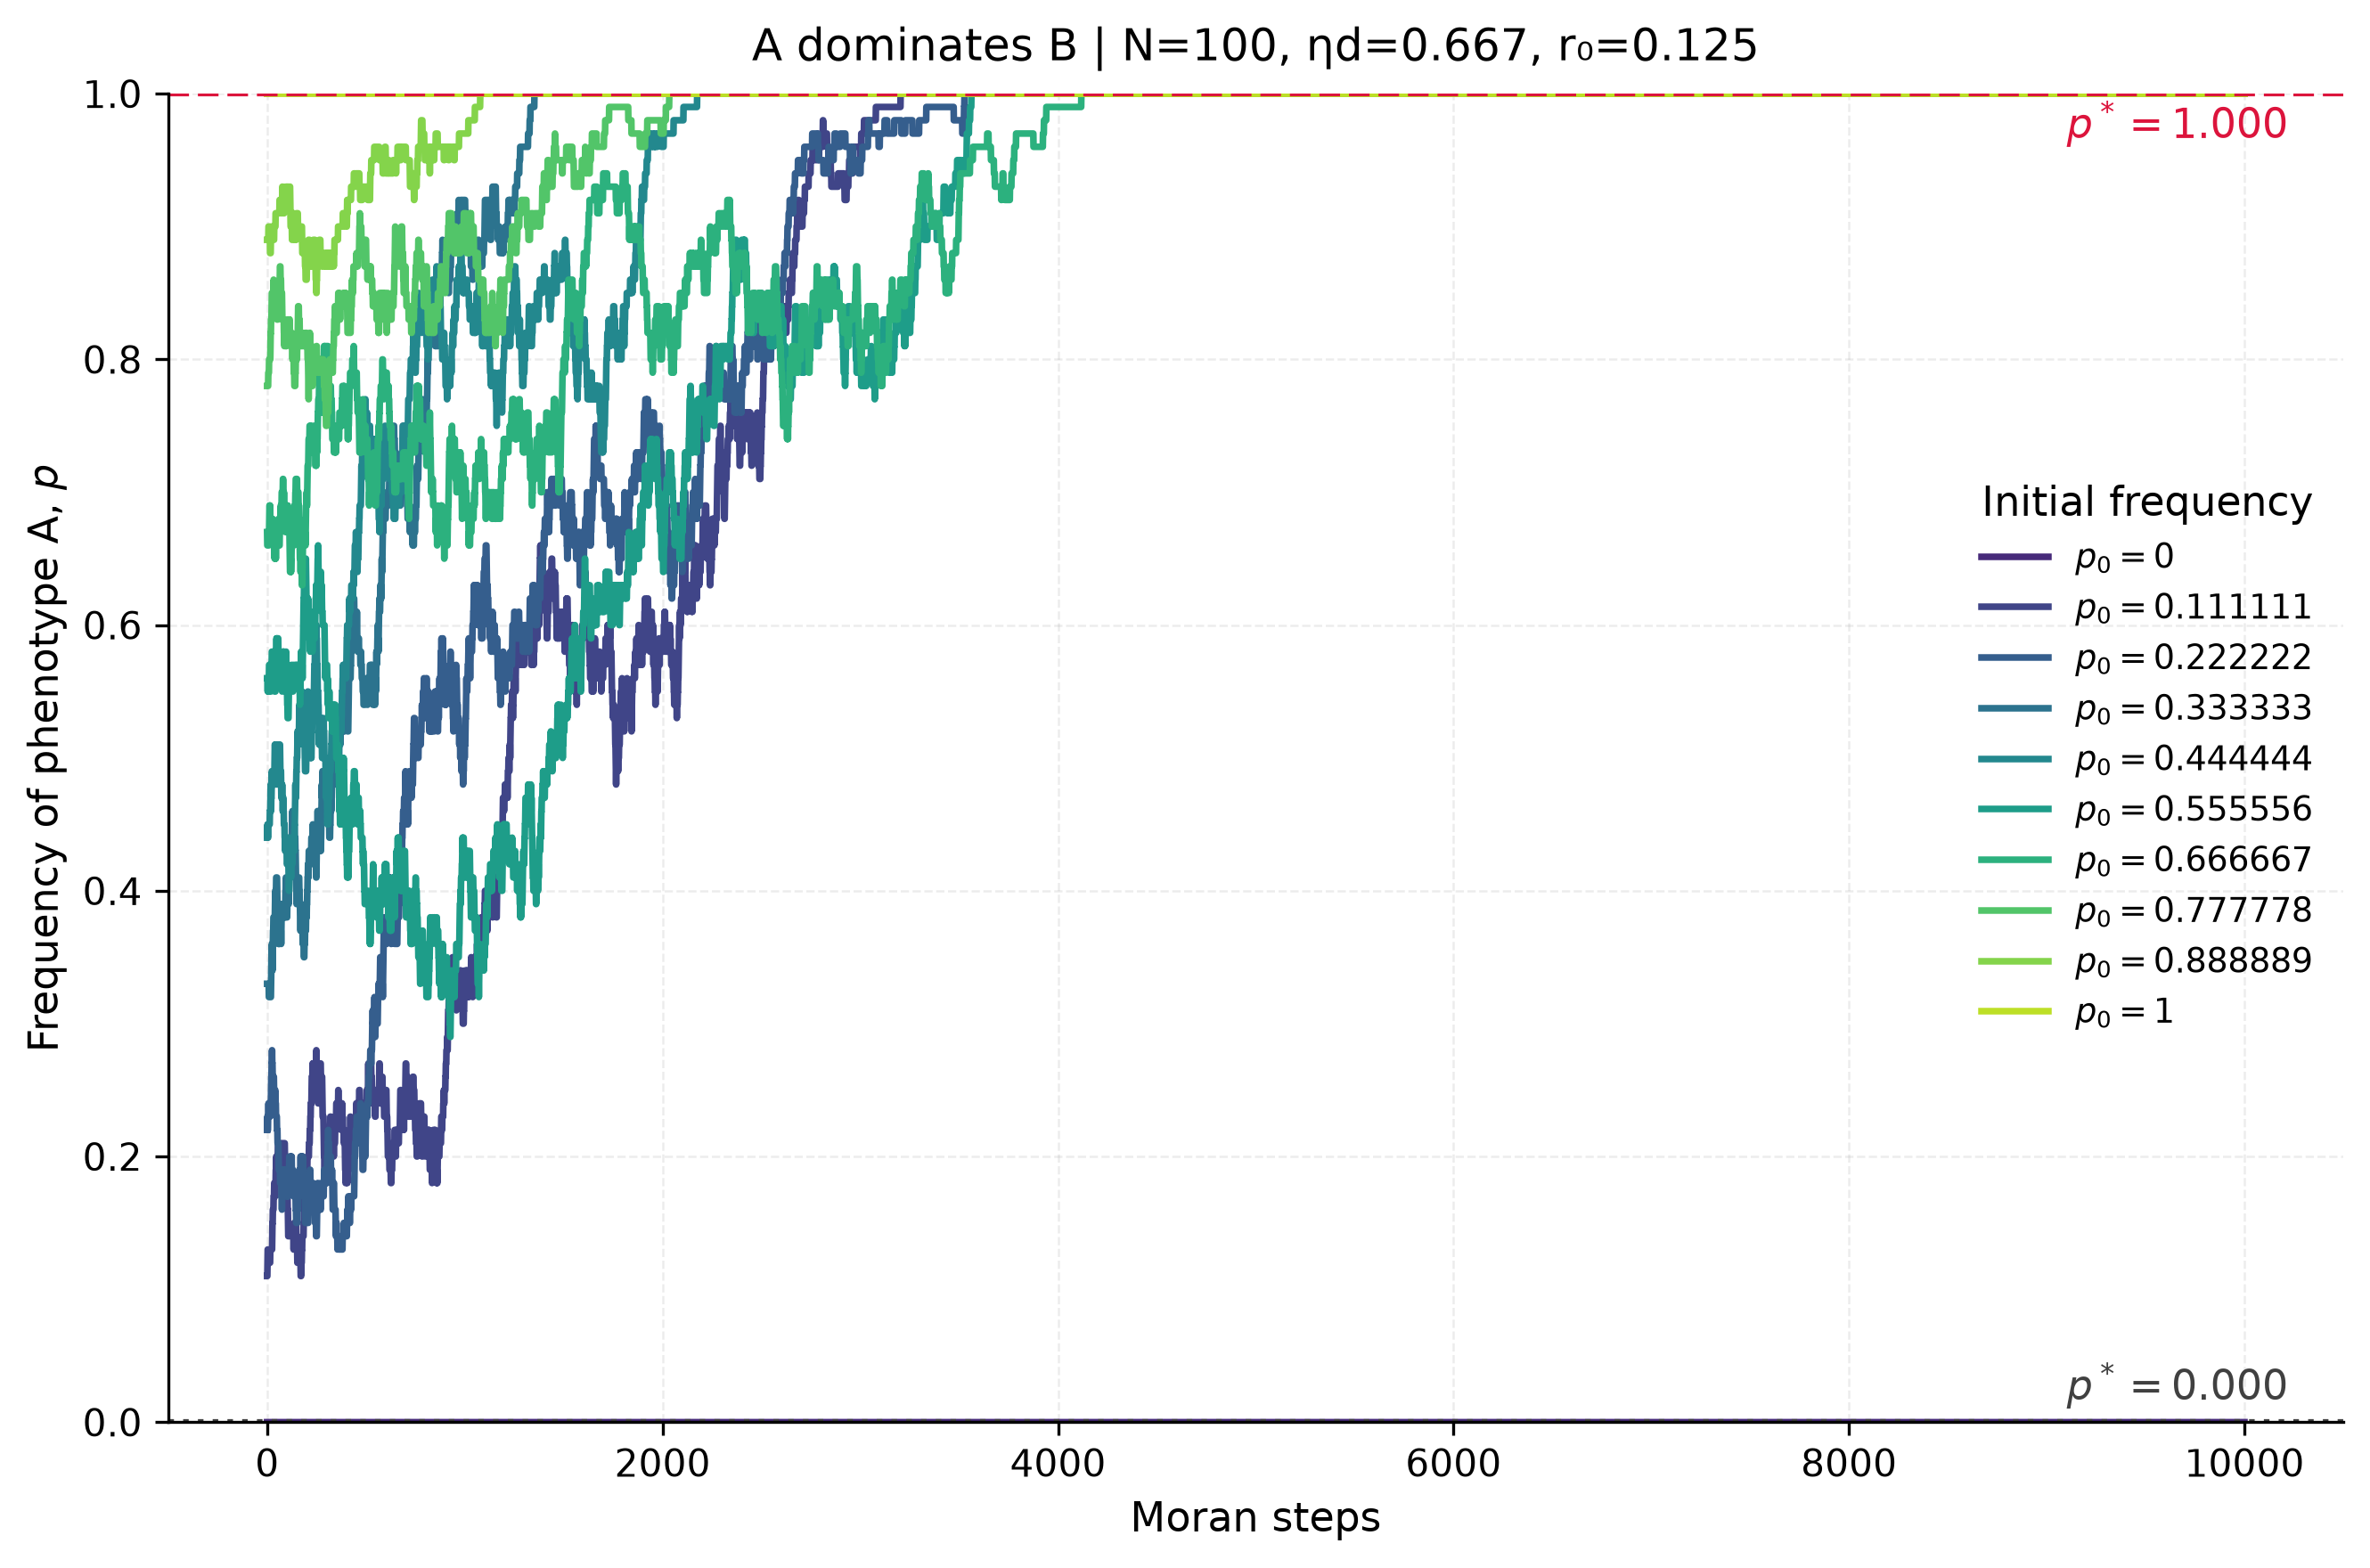 A dominates B | N=100, ηd=0.667, r₀=0.125
Frequency of phenotype A, p
1.0
0.8
0.6
0.4
0.2
0.0
p* = 1.000
Initial frequency
p₀ = 0
p₀ = 0.111111
p₀ = 0.222222
p₀ = 0.333333
p₀ = 0.444444
p₀ = 0.555556
p₀ = 0.666667
p₀ = 0.777778
p₀ = 0.888889
p₀ = 1
p* = 0.000
0 2000 4000 6000 8000 10000
Moran steps